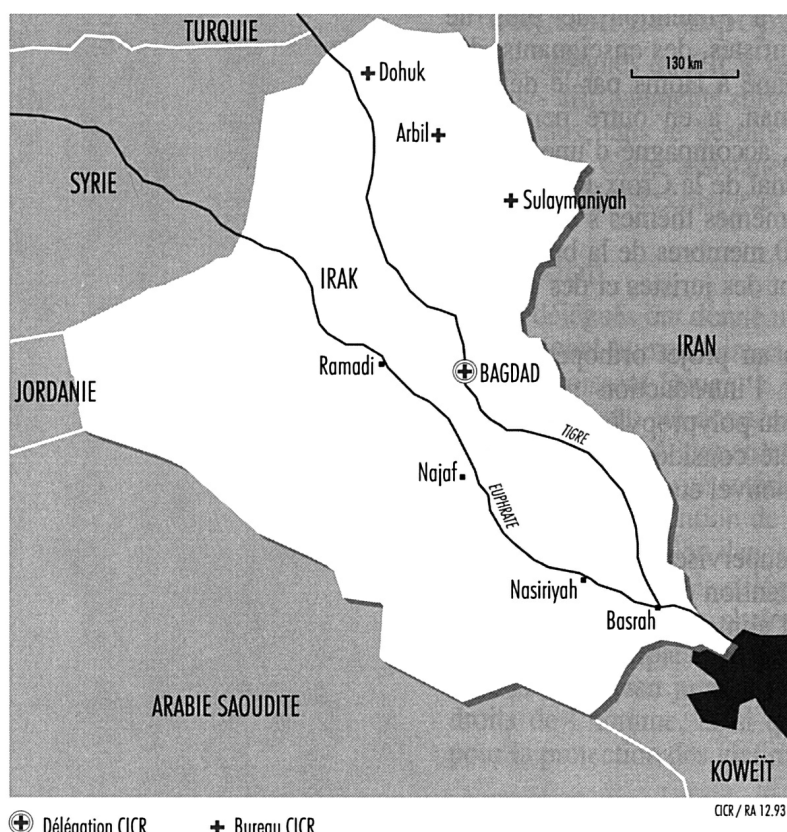 TURQUIE
130 km
Dohuk
Arbil
SYRIE
Sulaymaniyah
IRAK
IRAN
Ramadi
BAGDAD
JORDANIE
TIGRE
Najaf
EUPHRATE
Nasiriyah
Basrah
ARABIE SAOUDITE
KOWEÏT
CICR / RA 12.93
Délégation CICR
Bureau CICR